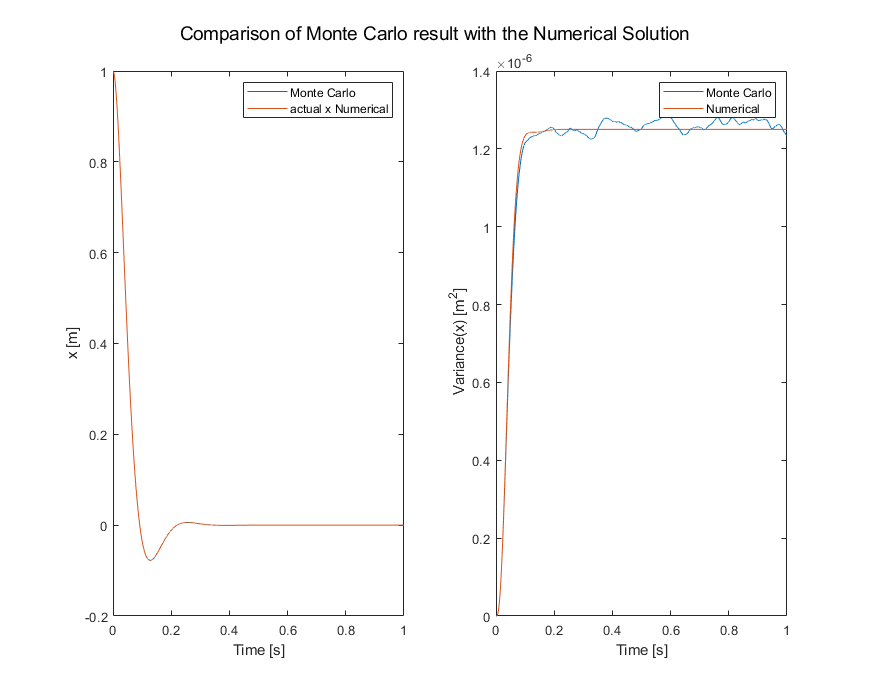 Comparison of Monte Carlo result with the Numerical Solution
1
0.8
0.6
0.4
0.2
0
-0.2
x [m]
0 0.2 0.4 0.6 0.8 1
Time [s]
Monte Carlo
actual x Numerical
×10⁻⁶
1.4
1.2
1
0.8
0.6
0.4
0.2
0
Variance(x) [m²]
0 0.2 0.4 0.6 0.8 1
Time [s]
Monte Carlo
Numerical